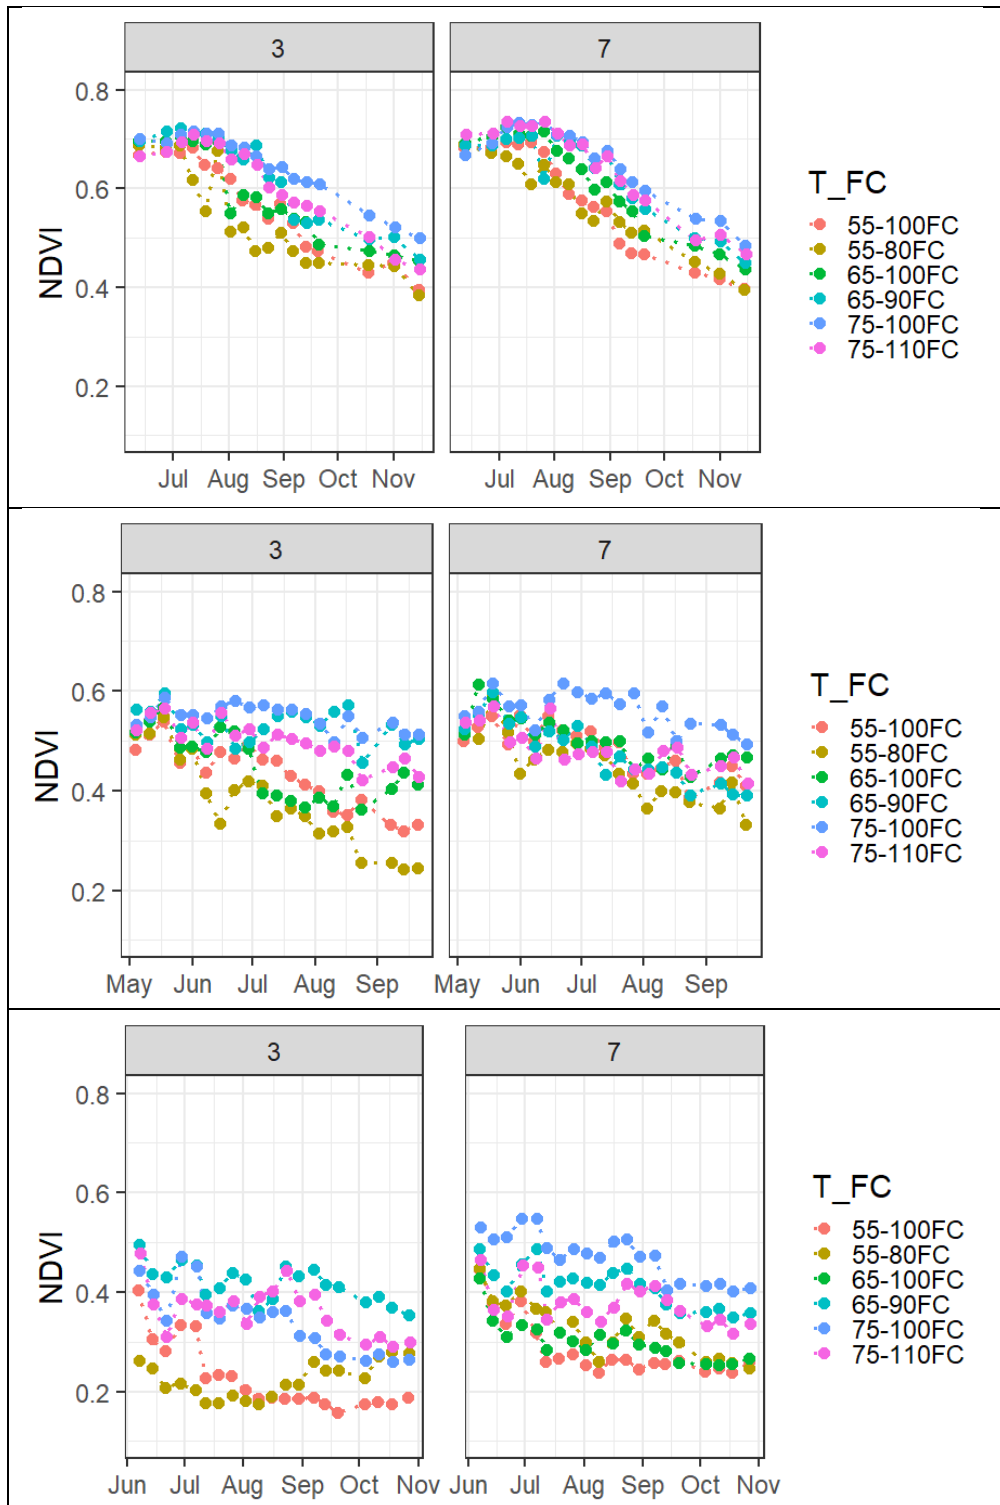 3 7
0.8
0.6
0.4
0.2
NDVI
Jul Aug Sep Oct Nov Jul Aug Sep Oct Nov
T_FC
55-100FC
55-80FC
65-100FC
65-90FC
75-100FC
75-110FC
3 7
0.8
0.6
0.4
0.2
NDVI
May Jun Jul Aug Sep May Jun Jul Aug Sep
T_FC
55-100FC
55-80FC
65-100FC
65-90FC
75-100FC
75-110FC
3 7
0.8
0.6
0.4
0.2
NDVI
Jun Jul Aug Sep Oct Nov Jun Jul Aug Sep Oct Nov
T_FC
55-100FC
55-80FC
65-100FC
65-90FC
75-100FC
75-110FC